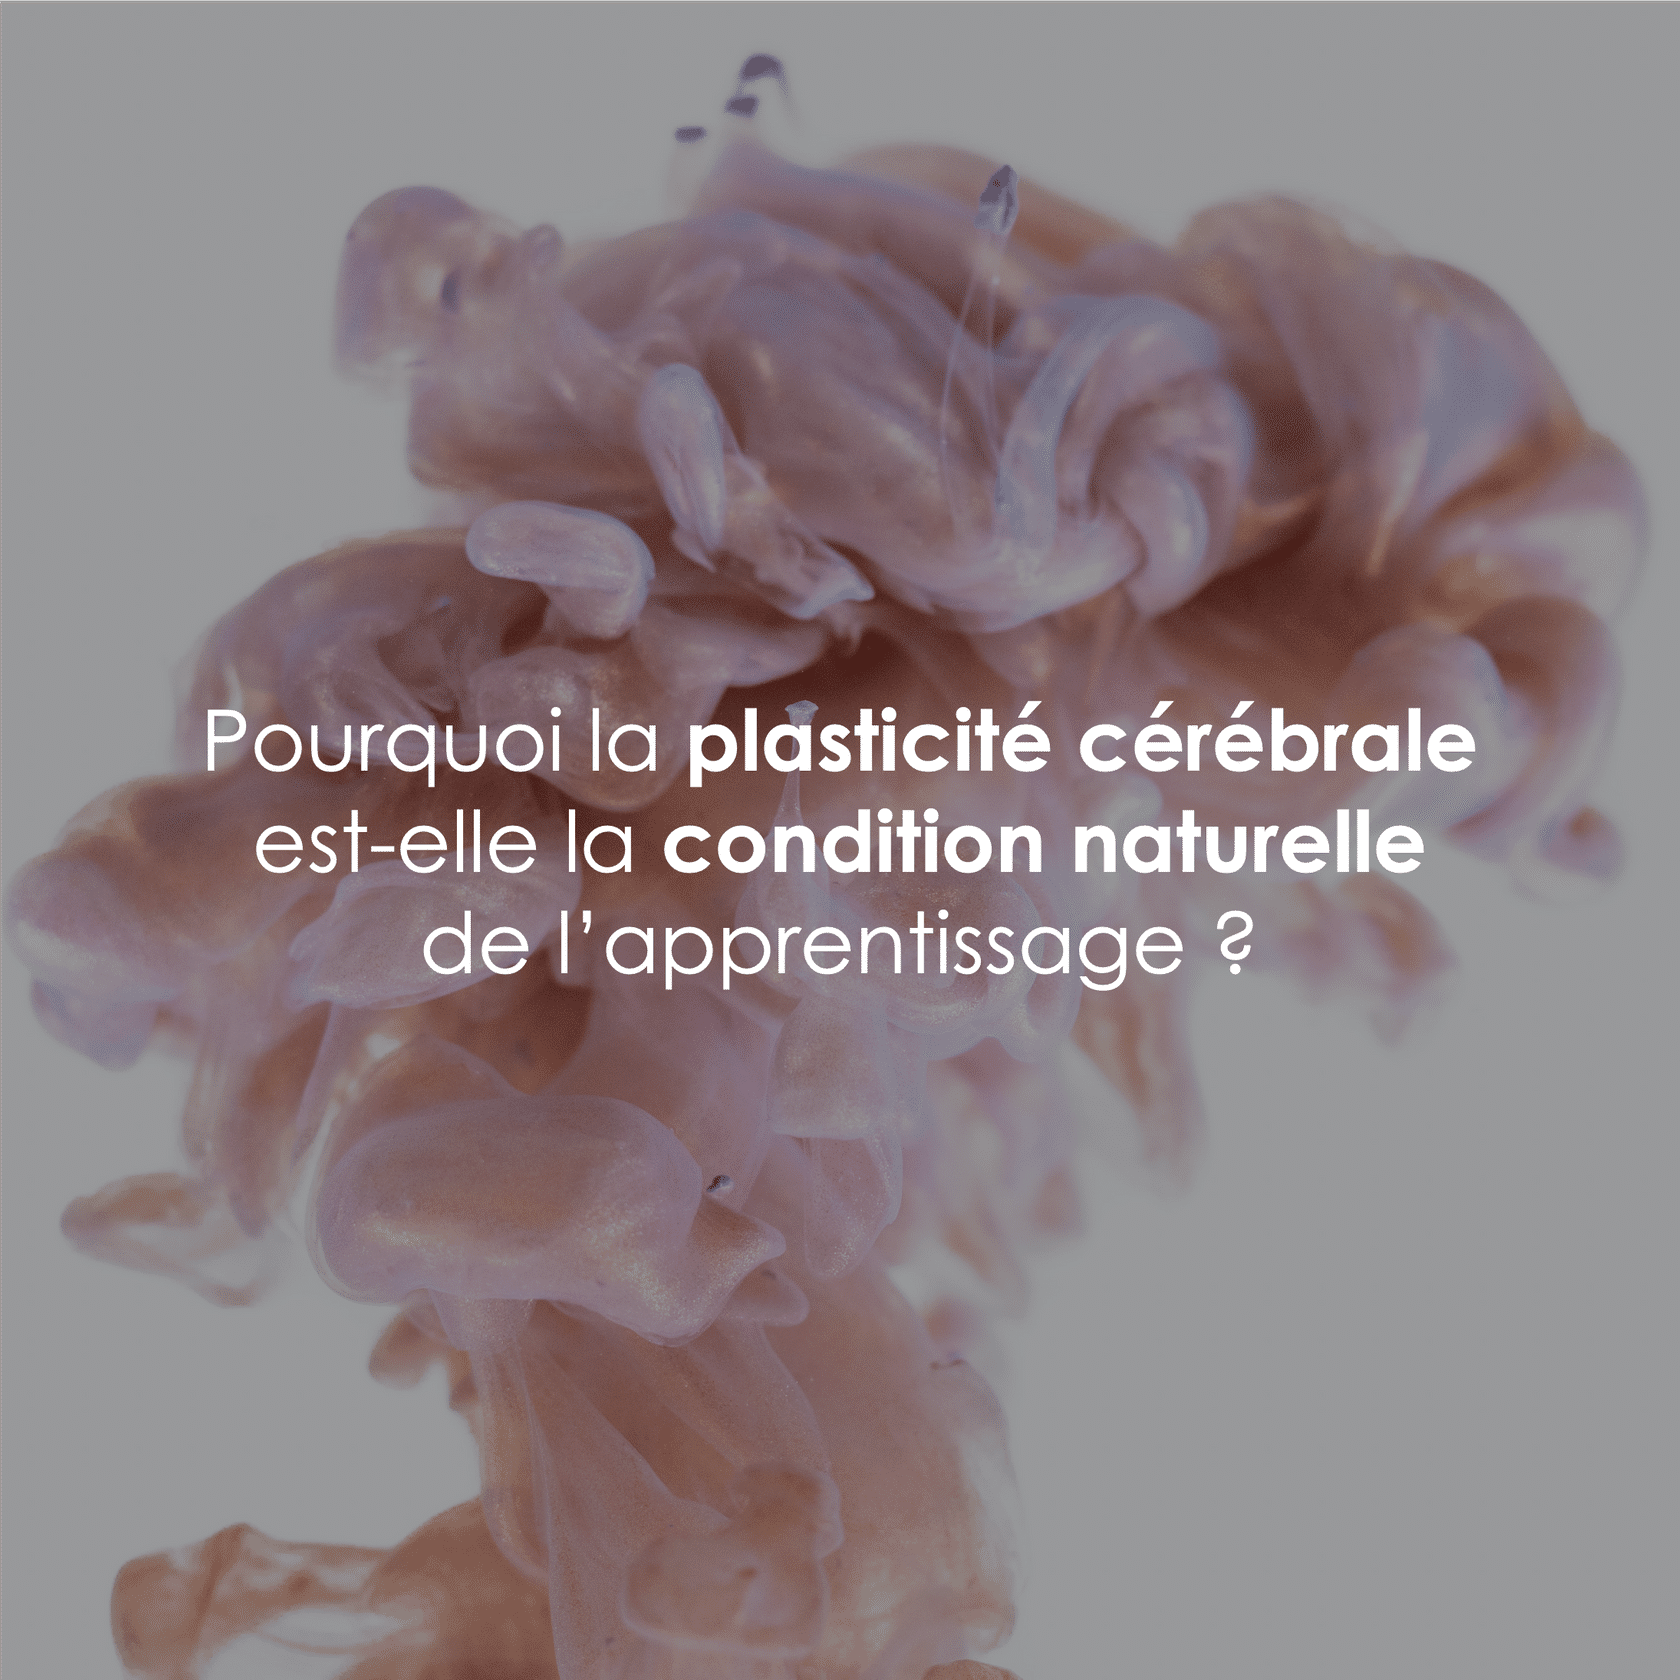 Pourquoi la plasticité cérébrale
est-elle la condition naturelle
de l’apprentissage ?